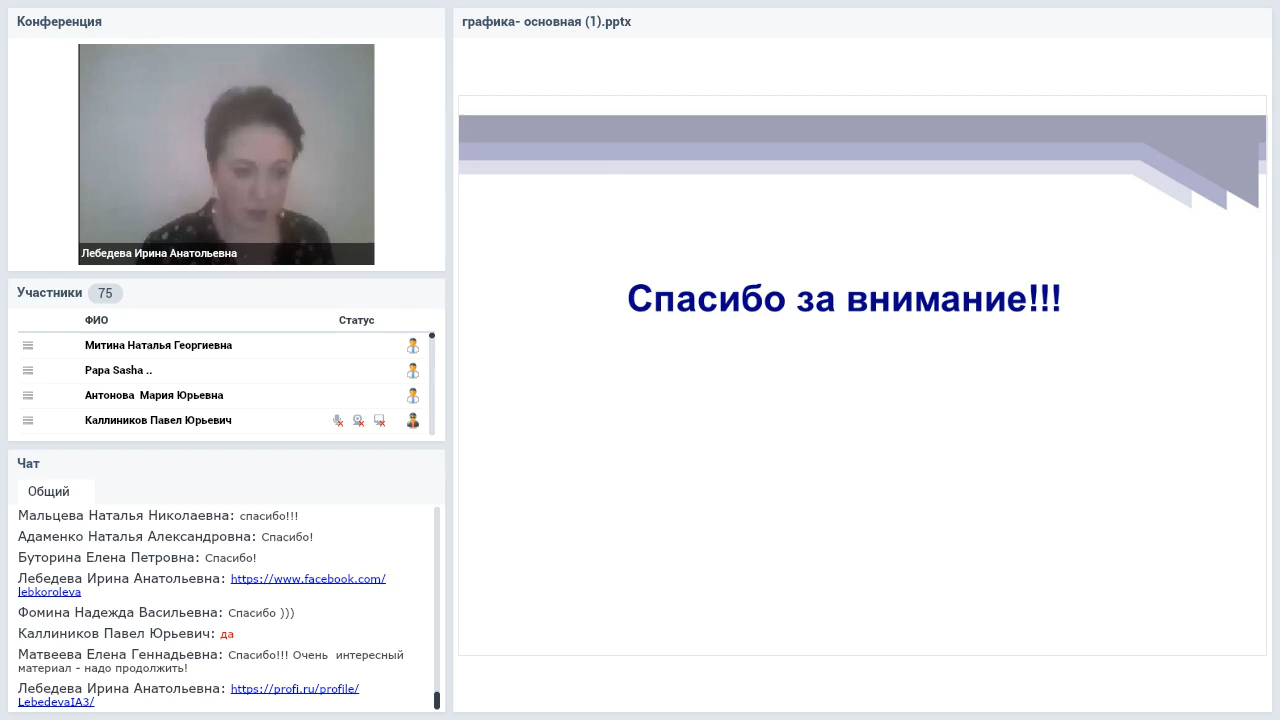 Конференция
Лебедева Ирина Анатольевна
Участники 75
ФИО Статус
Митина Наталья Георгиевна
Papa Sasha ..
Антонова Мария Юрьевна
Каллиников Павел Юрьевич
Чат
Общий
Мальцева Наталья Николаевна: спасибо!!!
Адаменко Наталья Александровна: Спасибо!
Буторина Елена Петровна: Спасибо!
Лебедева Ирина Анатольевна: https://www.facebook.com/
lebkoroleva
Фомина Надежда Васильевна: Спасибо )))
Каллиников Павел Юрьевич: да
Матвеева Елена Геннадьевна: Спасибо!!! Очень интересный
материал - надо продолжить!
Лебедева Ирина Анатольевна: https://profi.ru/profile/
LebedevaIA3/
графика- основная (1).pptx
Спасибо за внимание!!!